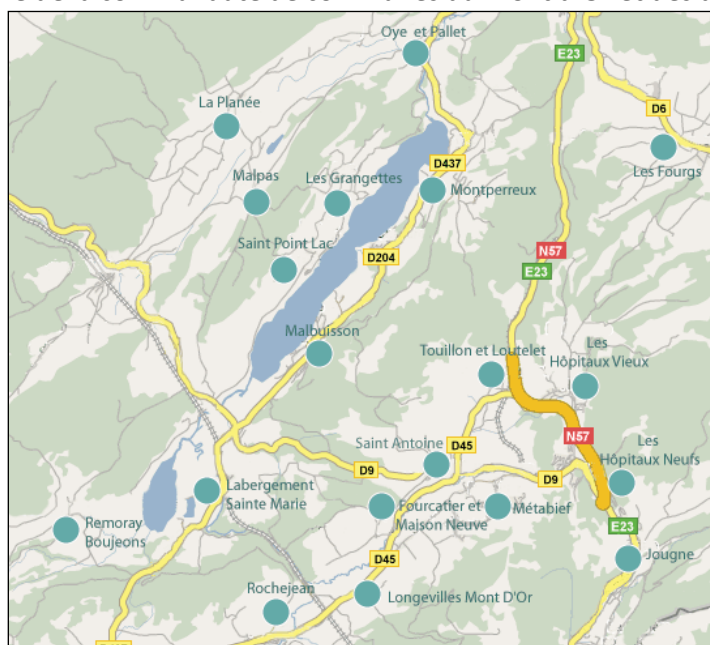 Oye et Pallet
E23
La Planée
D6
D437
Les Fourgs
Malpas
Les Grangettes
Montperreux
Saint Point Lac
D204
N57
E23
Malbuisson
Touillon et Loutelet
Les
Hôpitaux Vieux
N57
Saint Antoine
D45
Les
Hôpitaux Neufs
D9
D9
Labergement
Sainte Marie
Fourcatier et
Maison Neuve
Métabief
Remoray
Boujeons
E23
D45
Jougne
Rochejean
Longevilles Mont D'Or